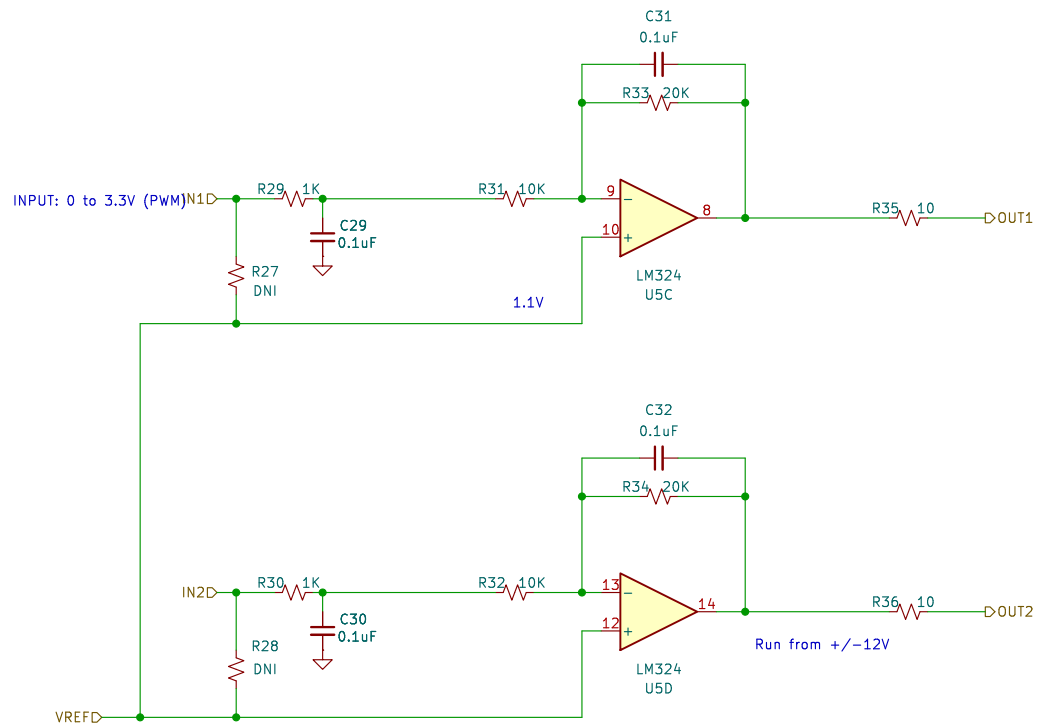 C31
0.1uF
R33 20K
INPUT: 0 to 3.3V (PWM)
IN1
R29 1K
R31 10K
9
8
10
C29
0.1uF
R35 10
OUT1
R27
DNI
LM324
U5C
1.1V
C32
0.1uF
R34 20K
IN2
R30 1K
R32 10K
13
14
12
C30
0.1uF
R36 10
OUT2
R28
DNI
Run from +/-12V
LM324
U5D
VREF